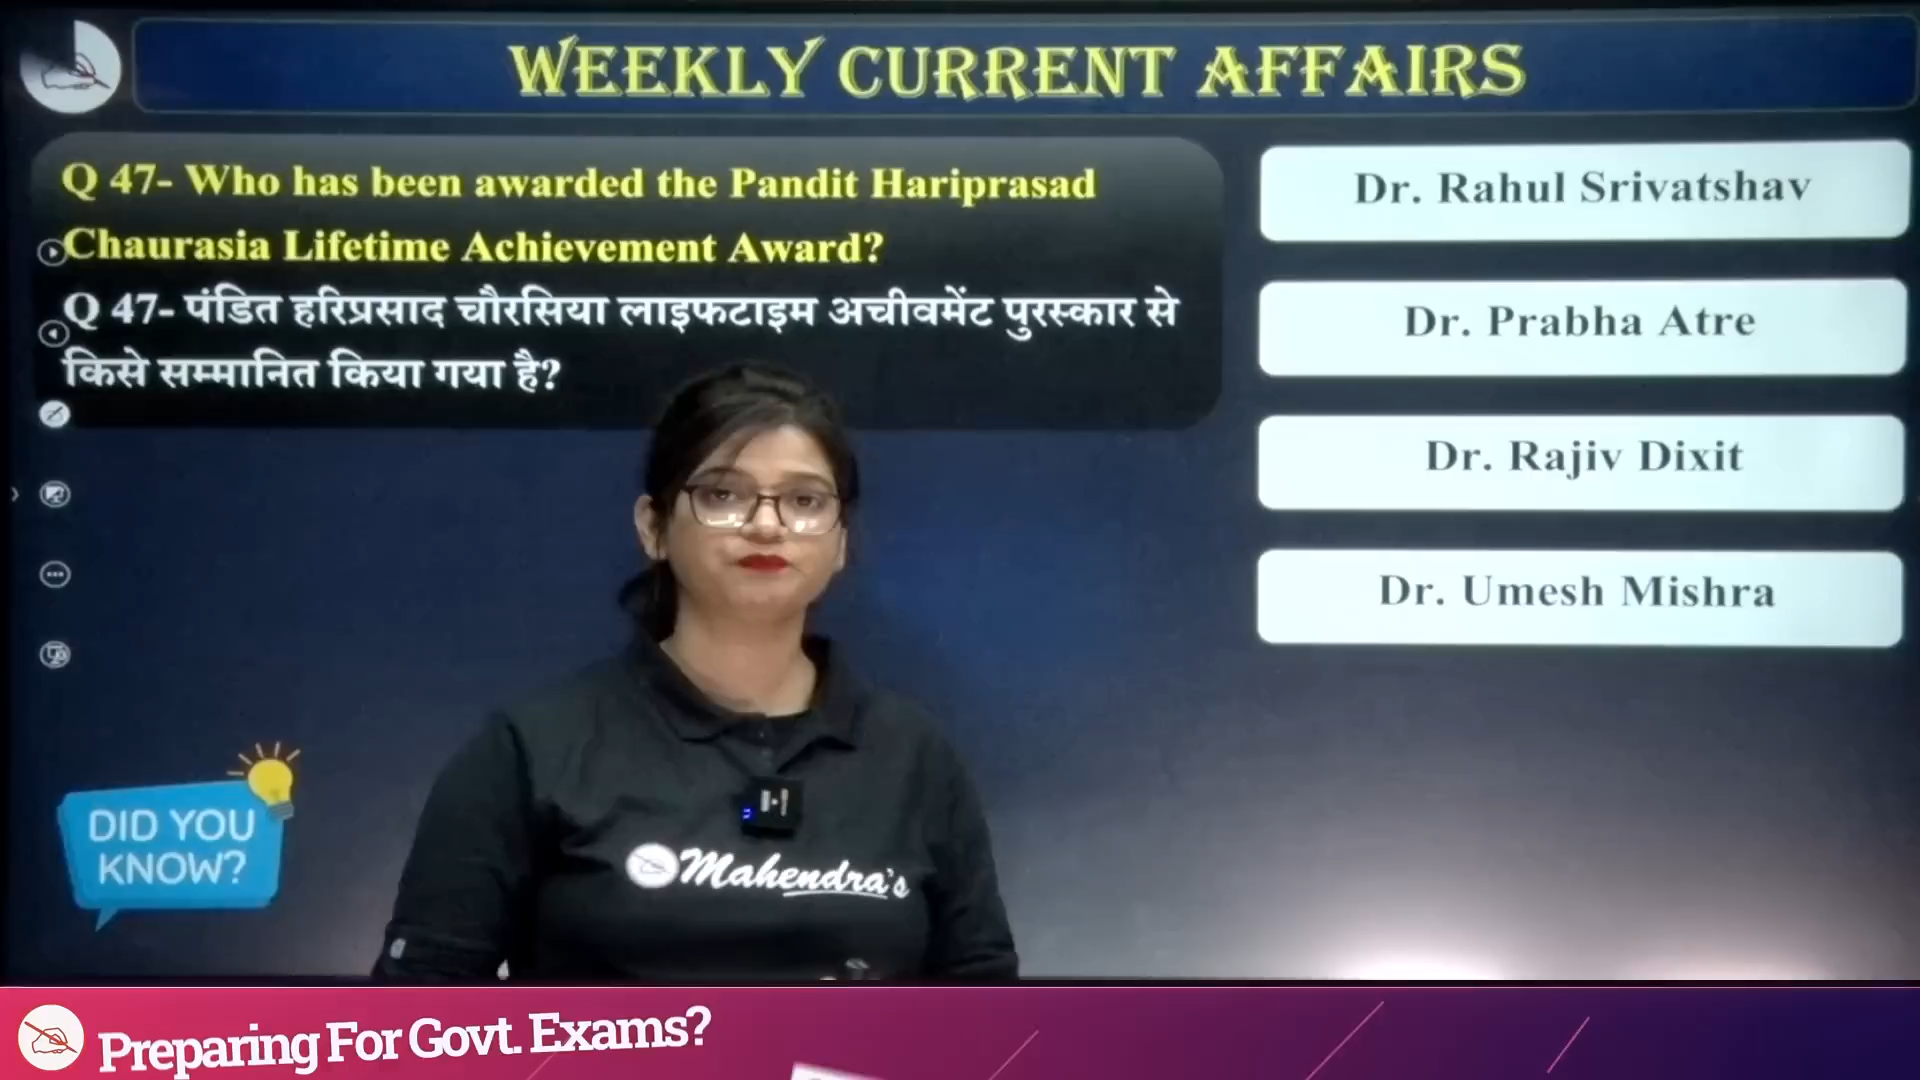 WEEKLY CURRENT AFFAIRS
Q 47- Who has been awarded the Pandit Hariprasad
Chaurasia Lifetime Achievement Award?
Q 47- पंडित हरिप्रसाद चौरसिया लाइफटाइम अचीवमेंट पुरस्कार से
किसे सम्मानित किया गया है?
Dr. Rahul Srivatshav
Dr. Prabha Atre
Dr. Rajiv Dixit
Dr. Umesh Mishra
DID YOU
KNOW?
Mahendra's
Preparing For Govt. Exams?